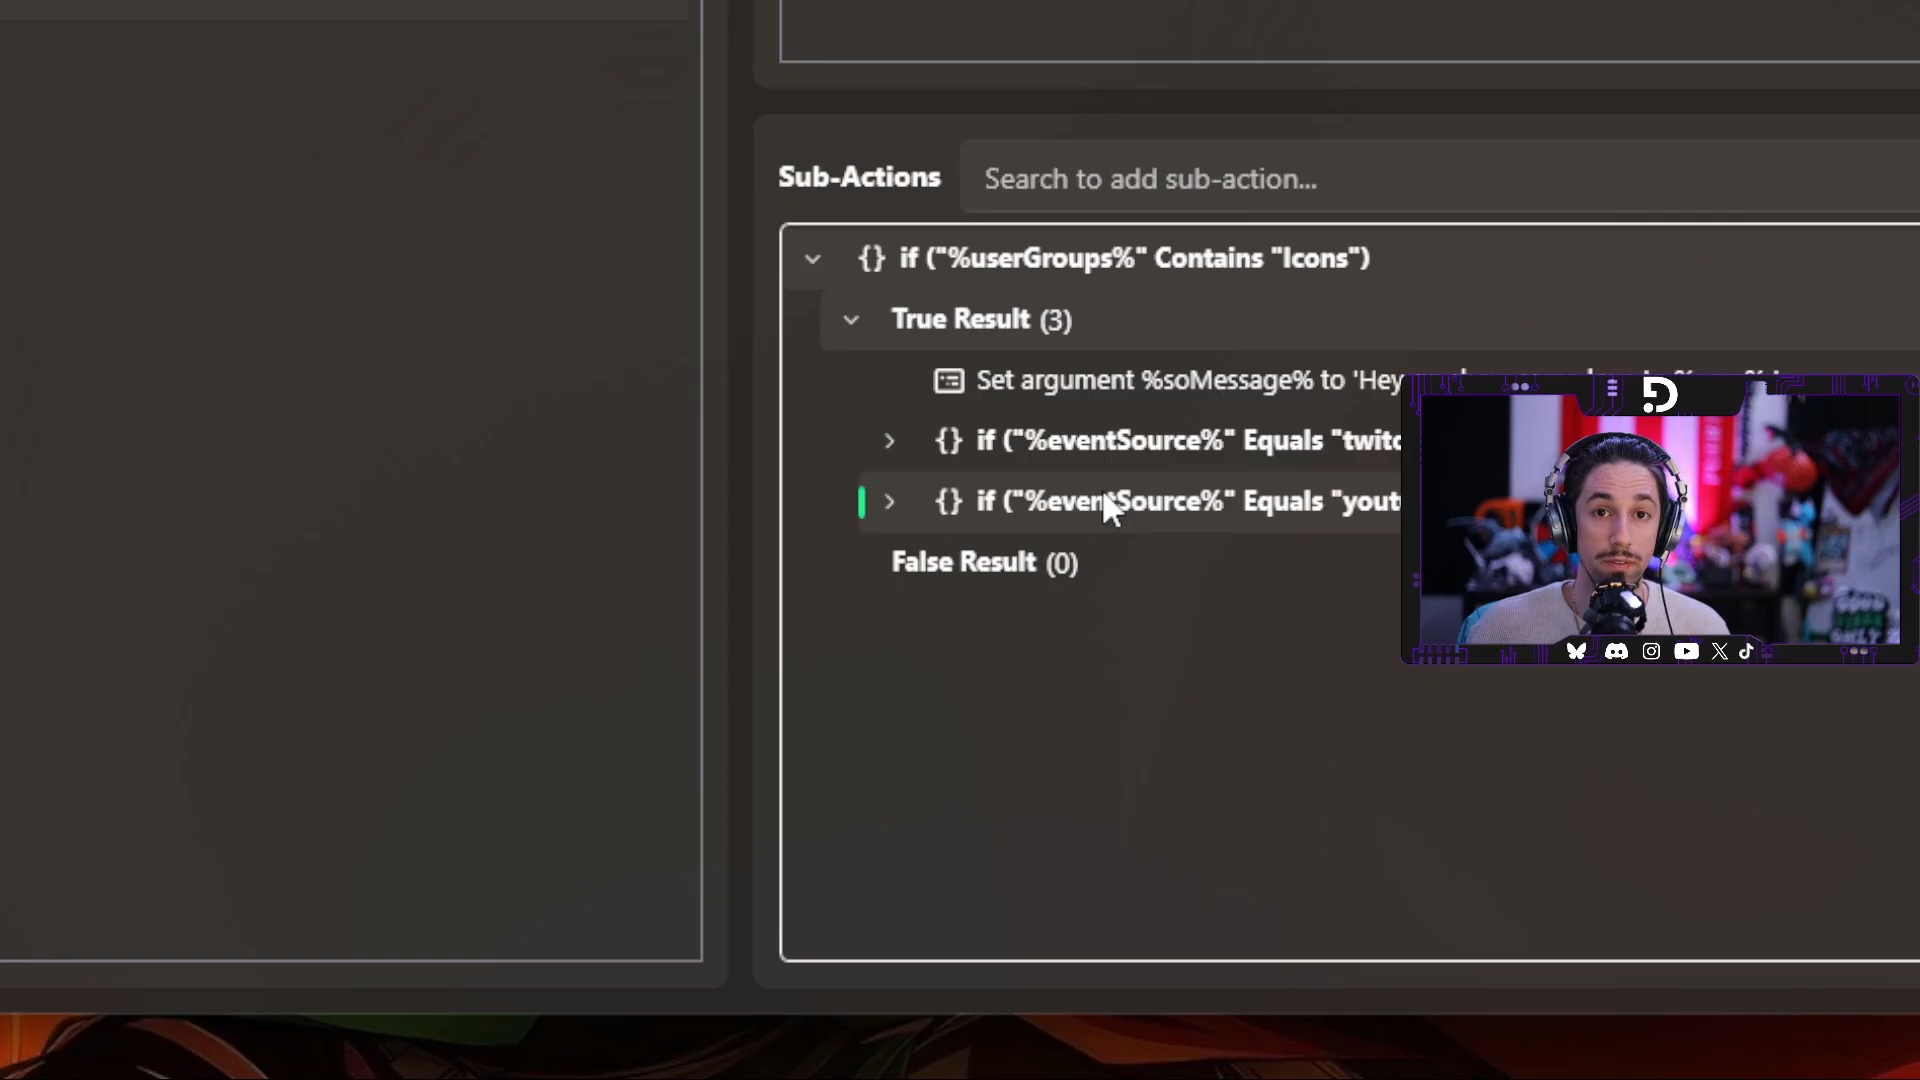 Sub-Actions
Search to add sub-action...
{} if ("%userGroups%" Contains "Icons")
True Result (3)
Set argument %soMessage% to 'Hey
{} if ("%eventSource%" Equals "twitc
{} if ("%eventSource%" Equals "yout
False Result (0)